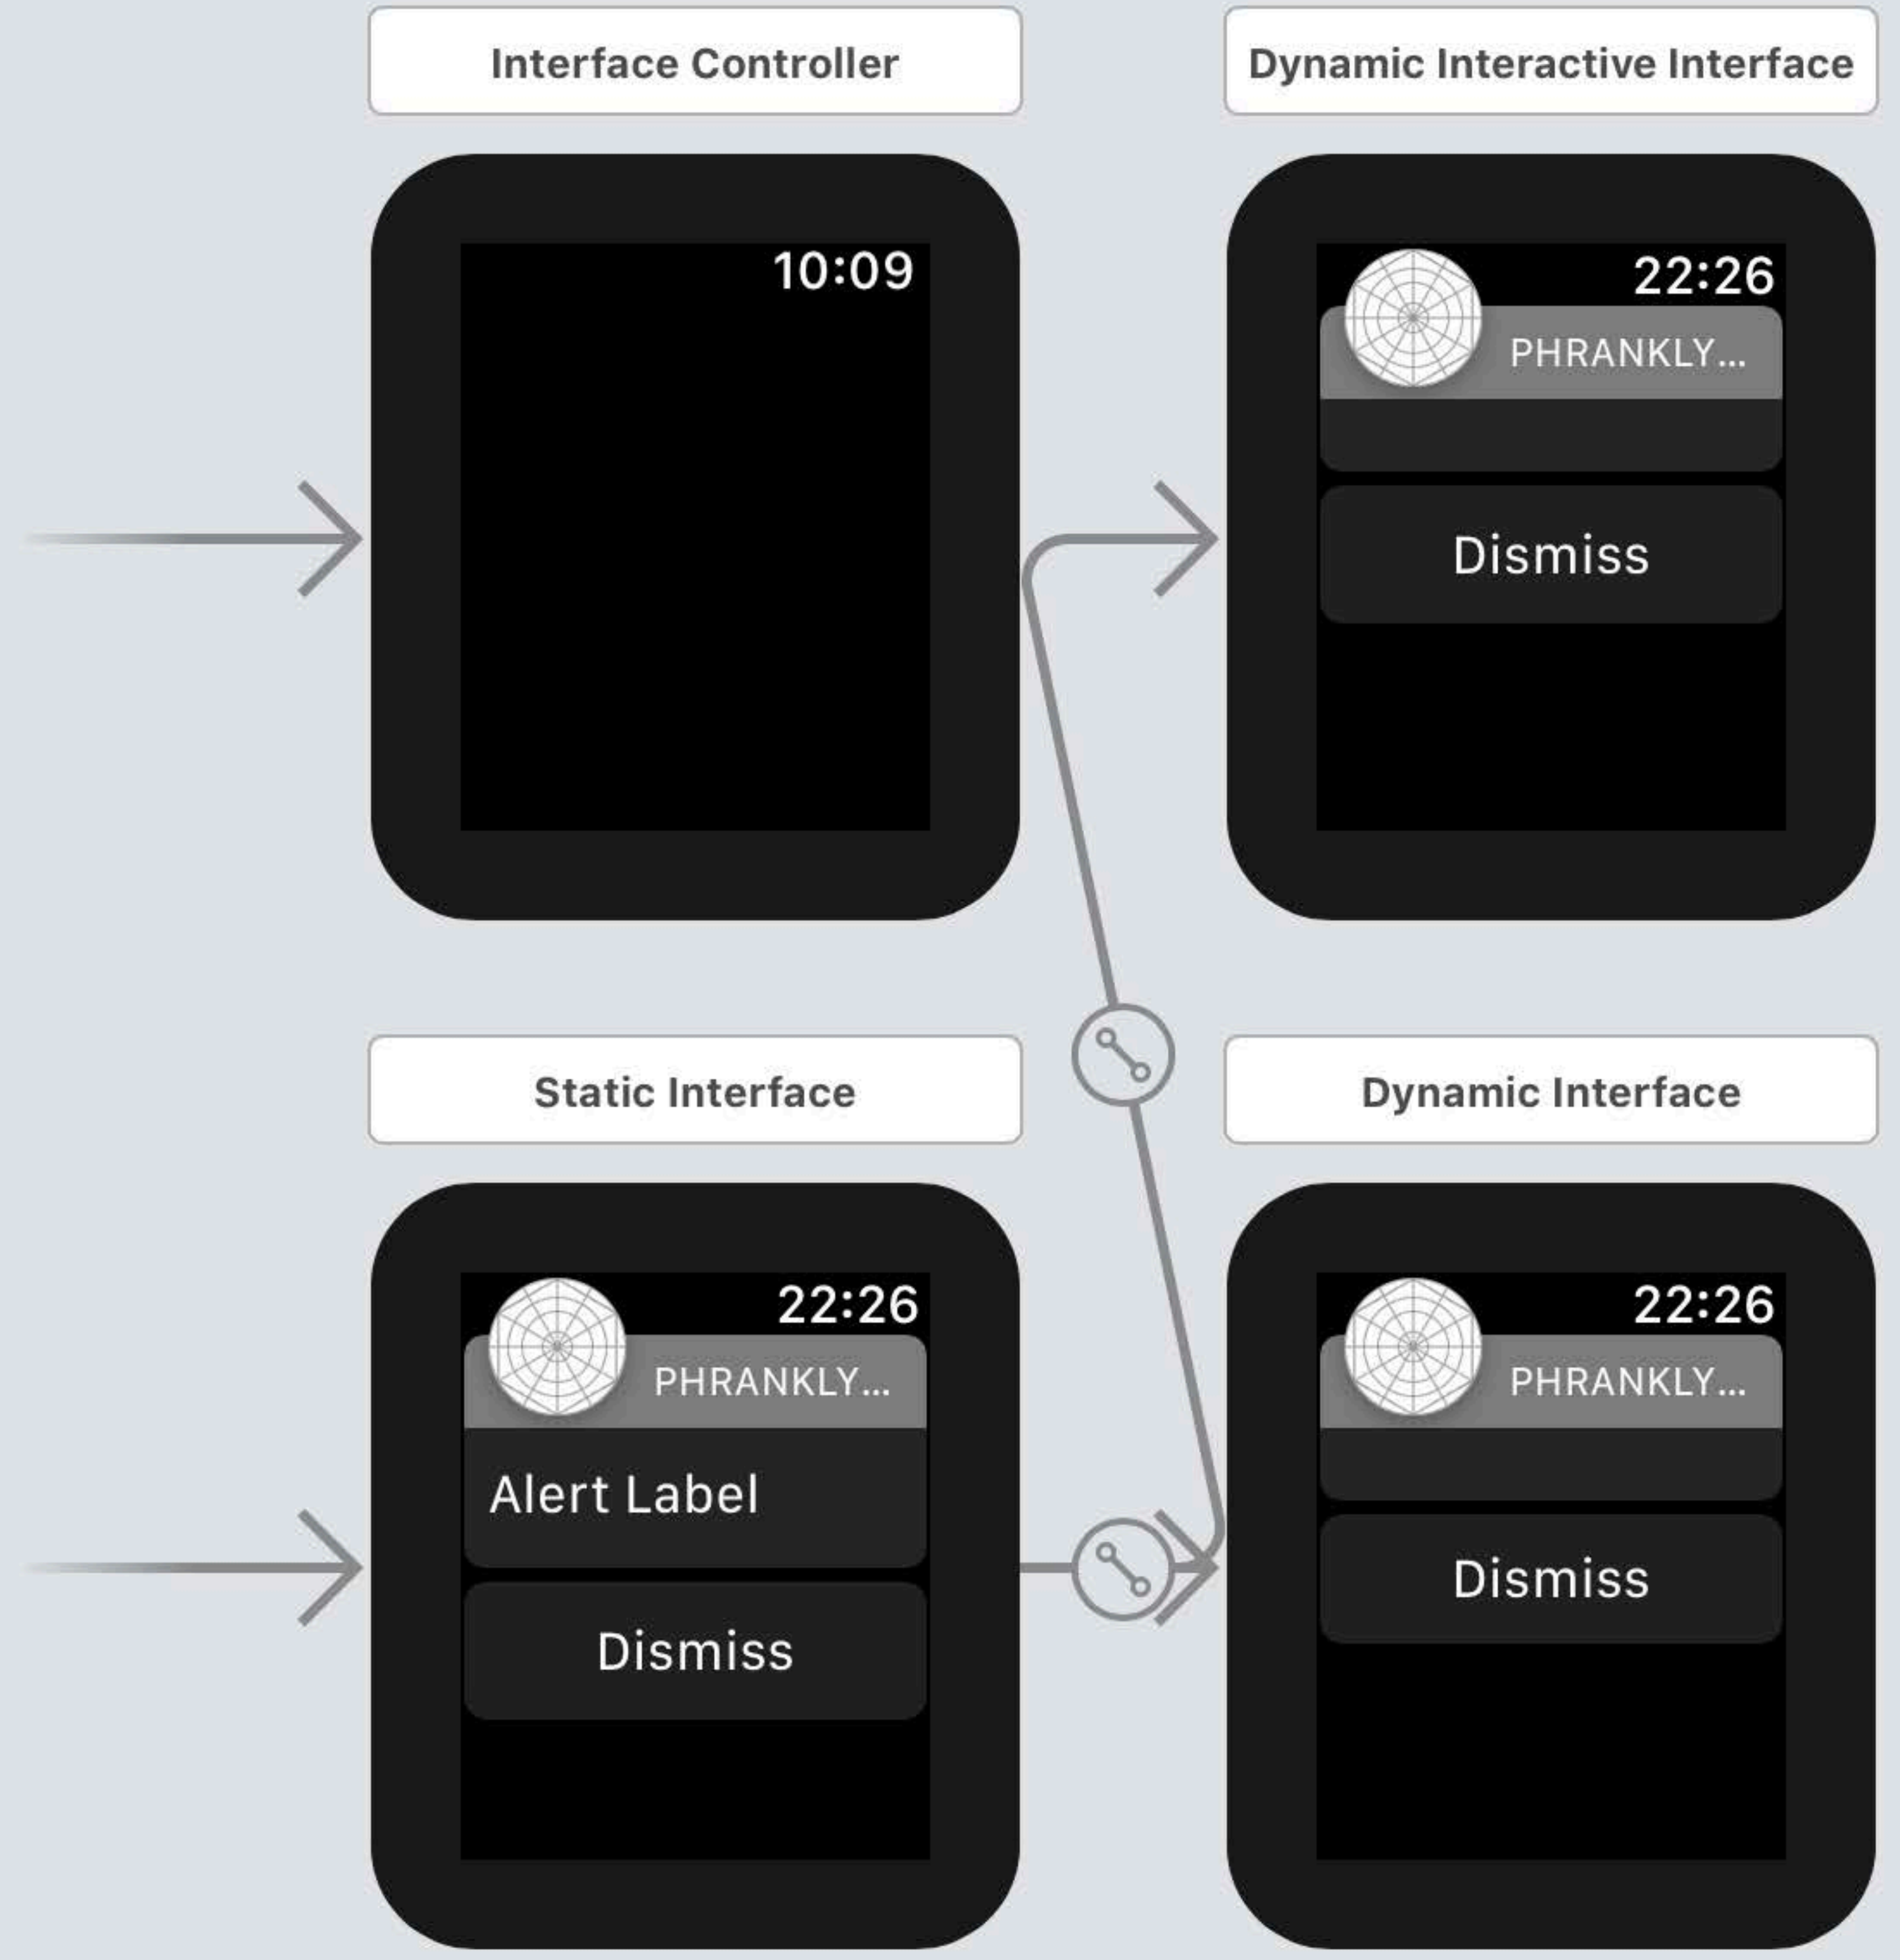 Interface Controller
Dynamic Interactive Interface
10:09
22:26
PHRANKLY...
Dismiss
Static Interface
Dynamic Interface
22:26
PHRANKLY...
Alert Label
Dismiss
22:26
PHRANKLY...
Dismiss